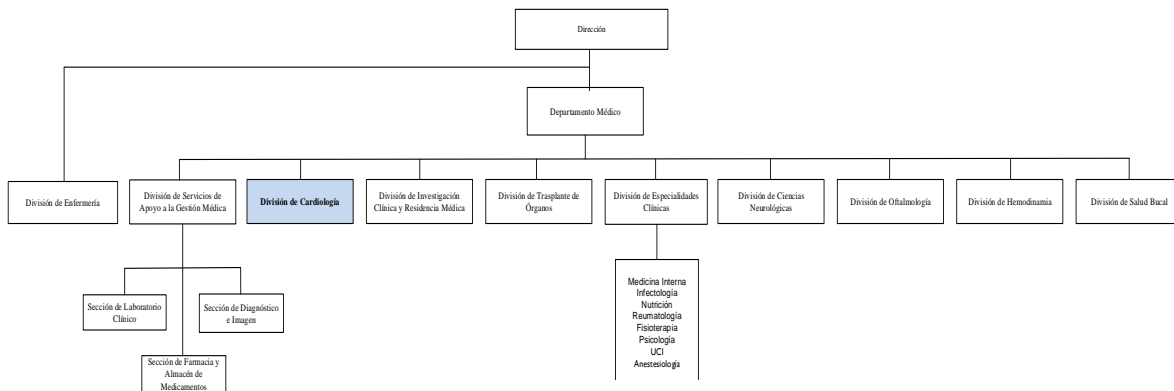 Dirección
Departamento Médico
División de Enfermería
División de Servicios de
Apoyo a la Gestión Médica
División de Cardiología
División de Investigación
Clínica y Residencia Médica
División de Trasplante de
Órganos
División de Especialidades
Clínicas
División de Ciencias
Neurológicas
División de Oftalmología
División de Hemodinamia
División de Salud Bucal
Sección de Laboratorio
Clínico
Sección de Diagnóstico
e Imagen
Sección de Farmacia y
Almacén de
Medicamentos
Medicina Interna
Infectología
Nutrición
Reumatología
Fisioterapia
Psicología
UCI
Anestesiología